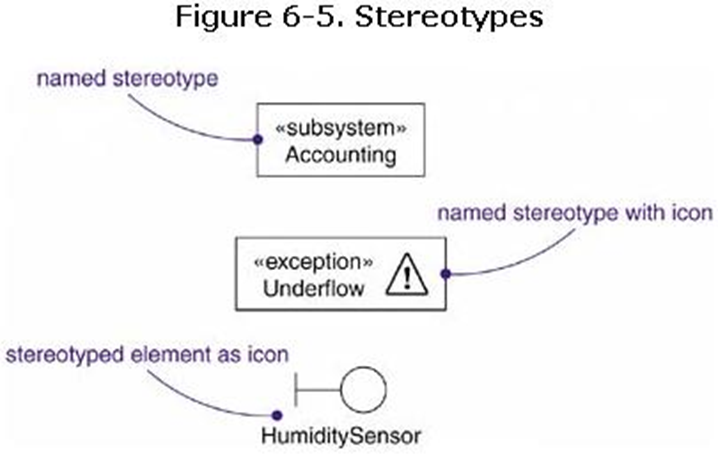 Figure 6-5. Stereotypes
named stereotype
«subsystem»
Accounting
named stereotype with icon
«exception»
Underflow
!
stereotyped element as icon
HumiditySensor